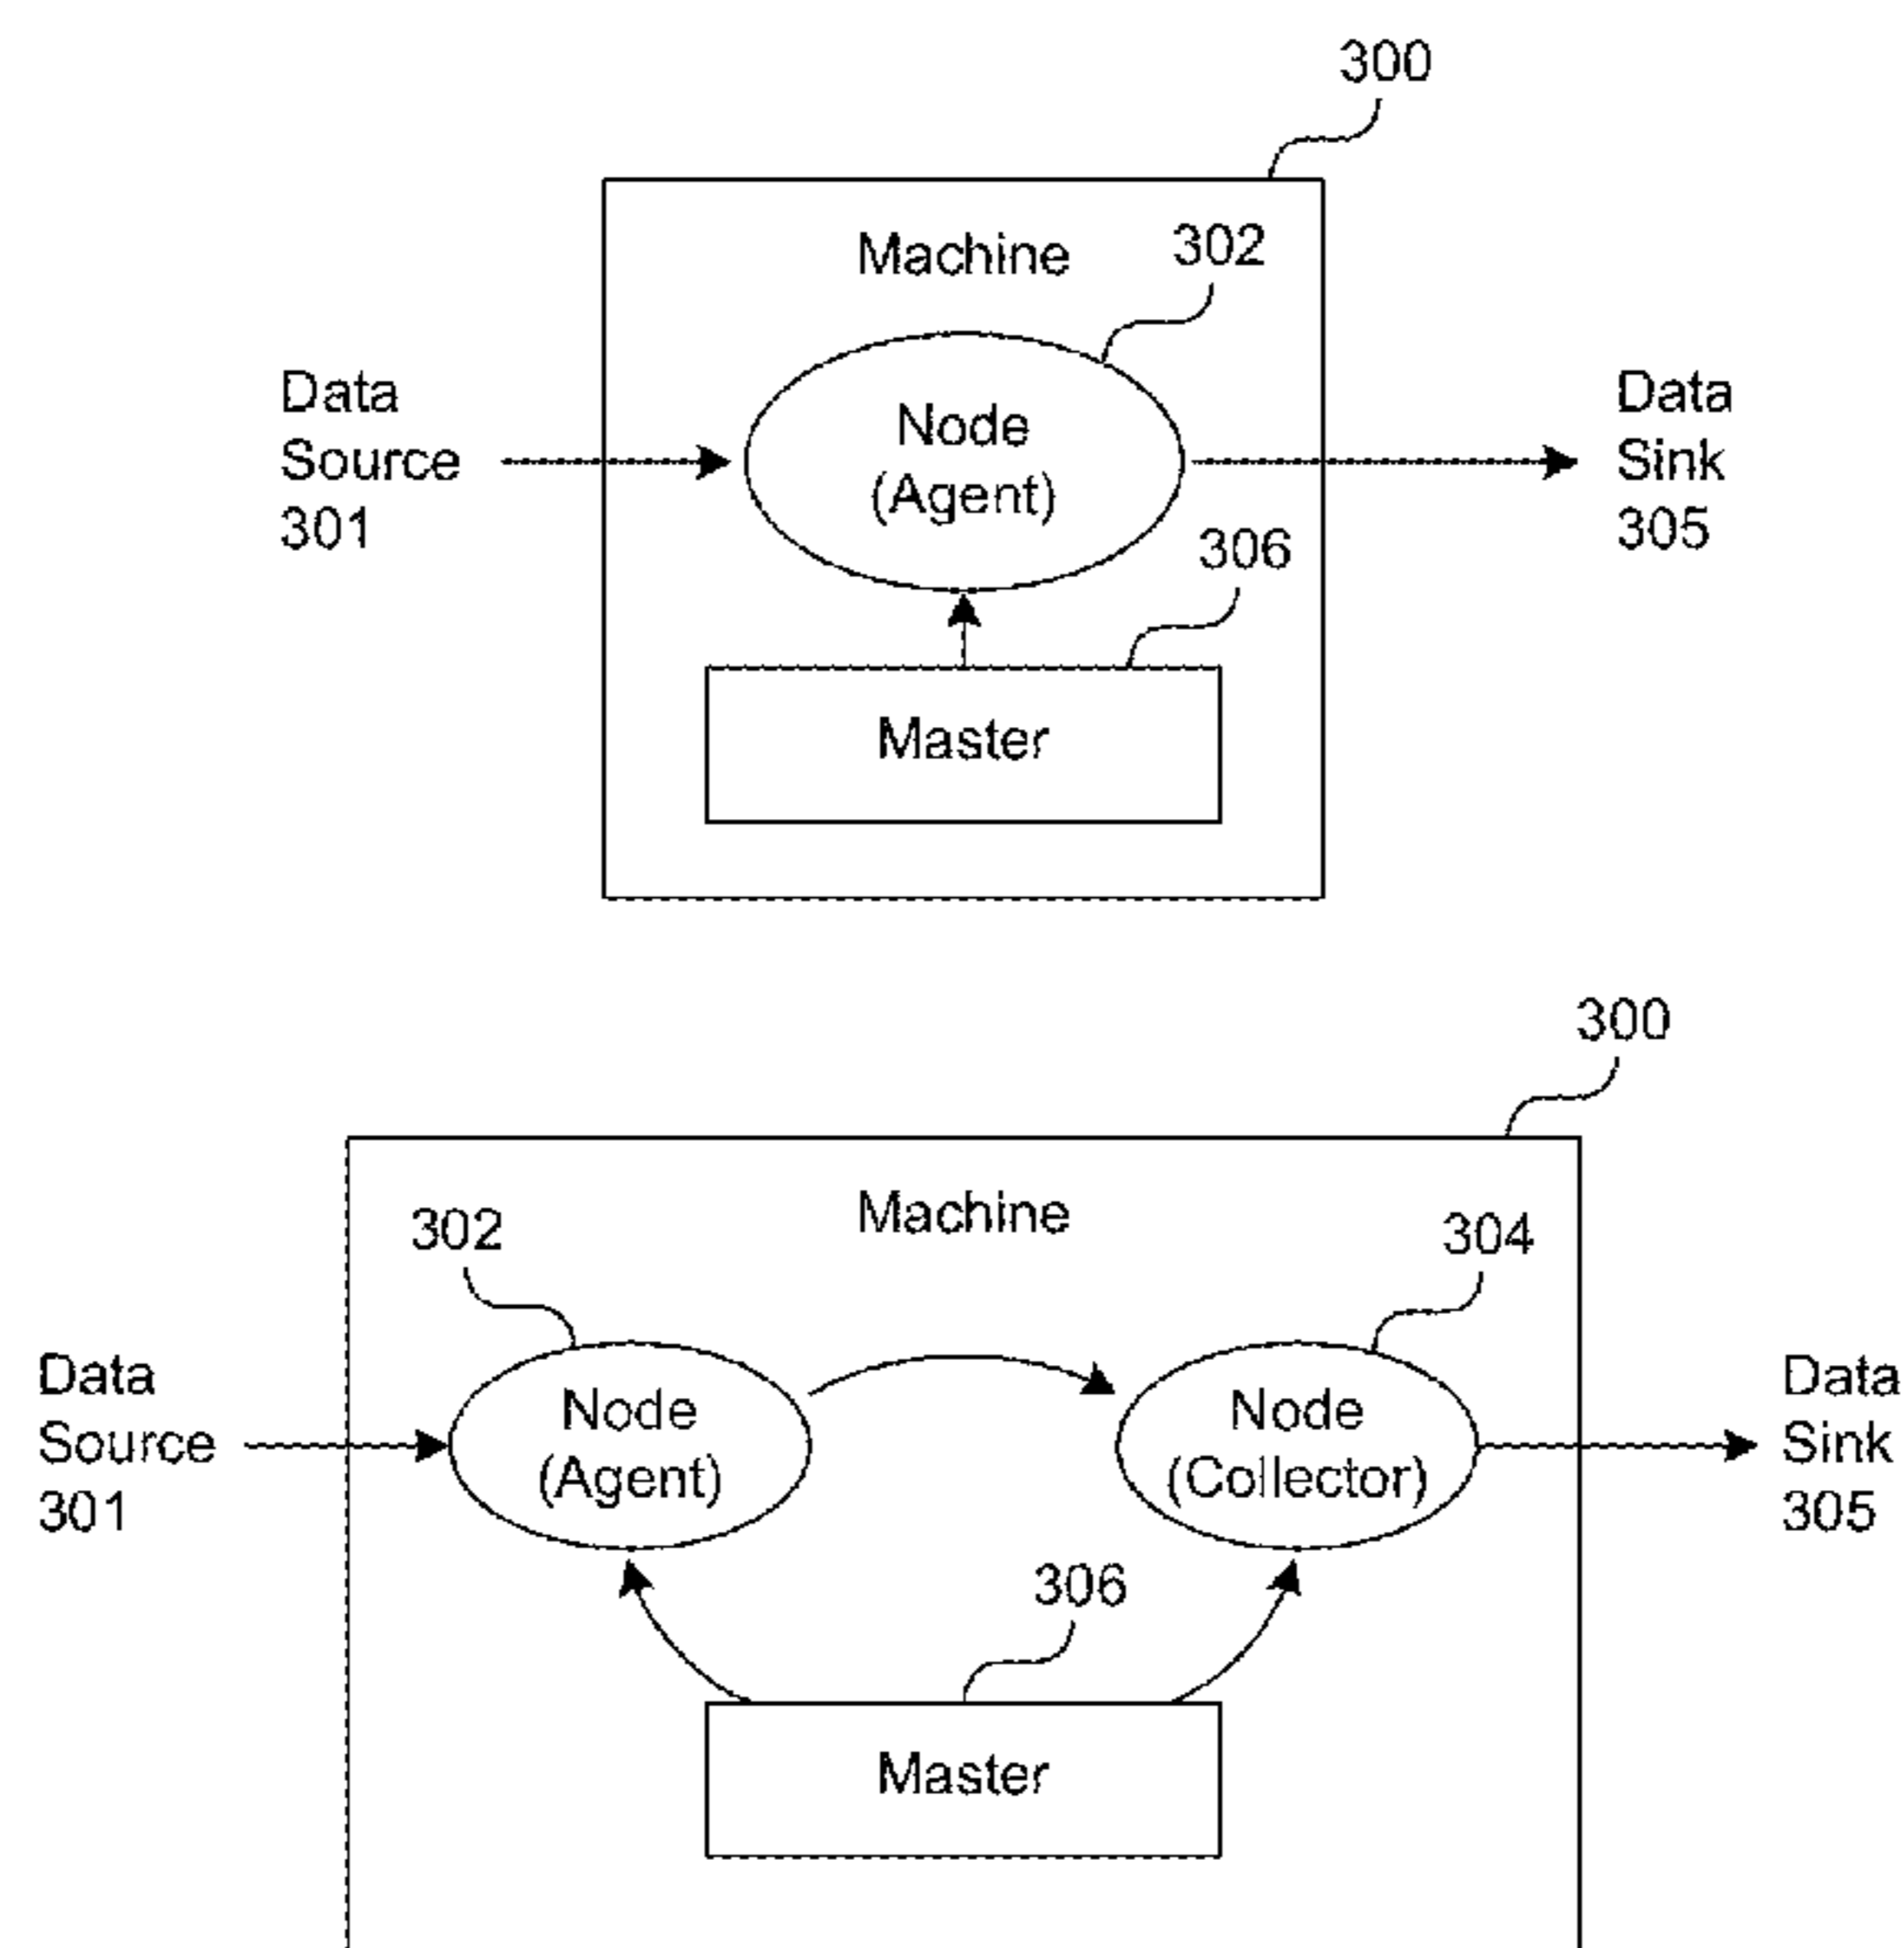 300
Machine
302
Data
Source
301
Node
(Agent)
Data
Sink
305
306
Master
300
Machine
302
304
Data
Source
301
Node
(Agent)
Node
(Collector)
Data
Sink
305
306
Master